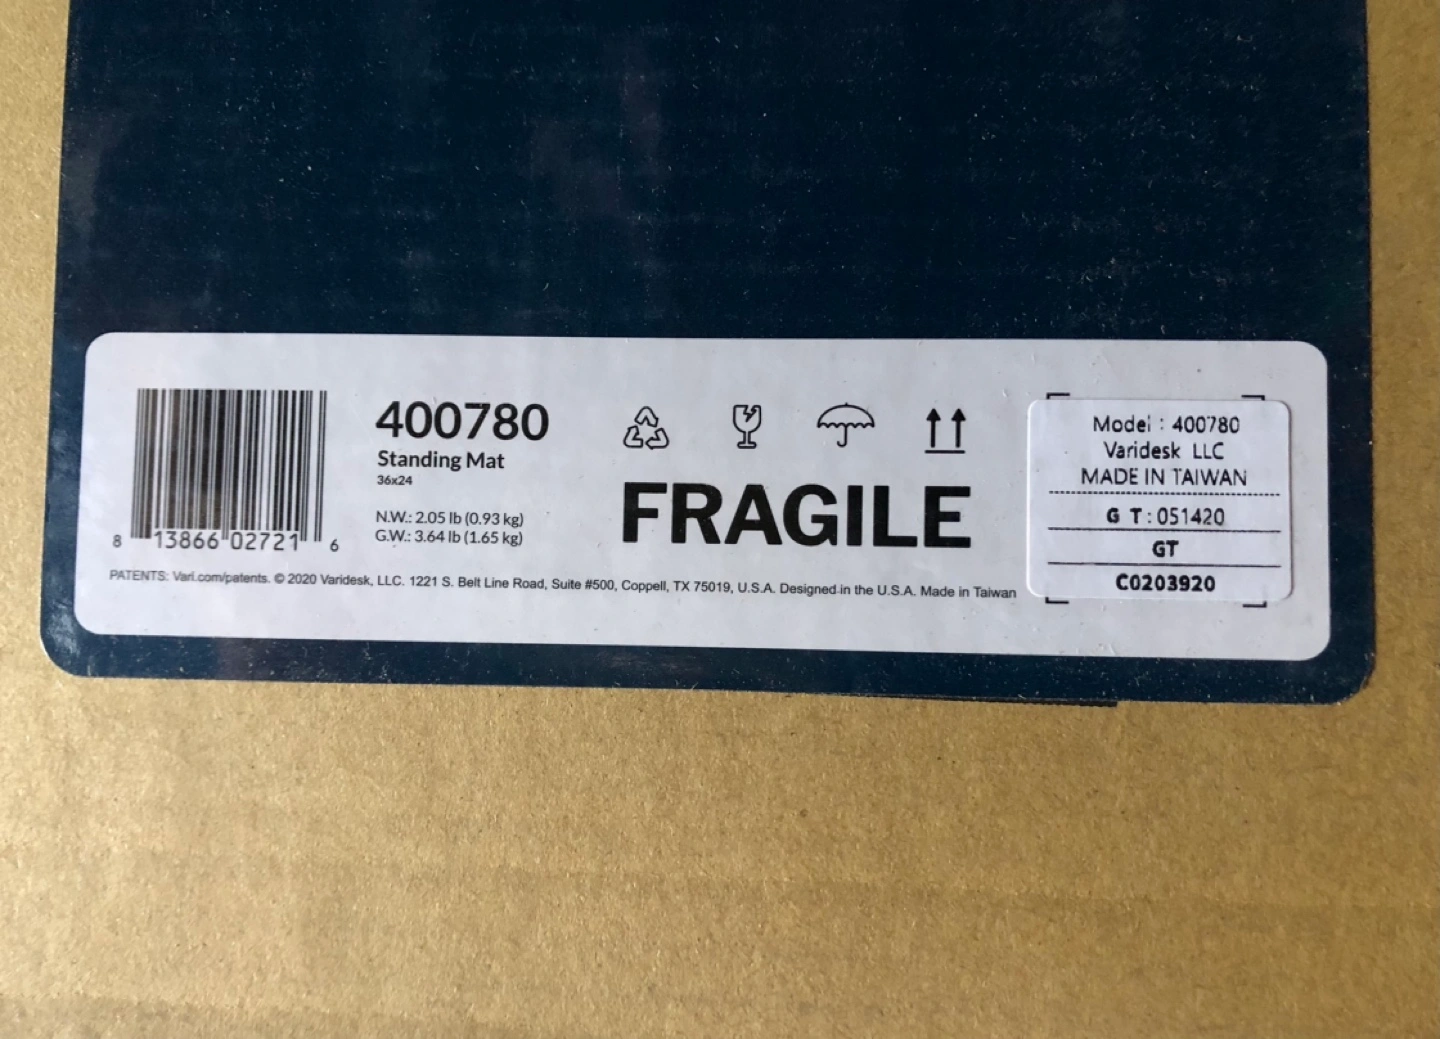 8 13866 02721 6
400780
Standing Mat
36x24
N.W.: 2.05 lb (0.93 kg)
G.W.: 3.64 lb (1.65 kg)
FRAGILE
PATENTS: Vari.com/patents. © 2020 Varidesk, LLC. 1221 S. Belt Line Road, Suite #500, Coppell, TX 75019, U.S.A. Designed in the U.S.A. Made in Taiwan
Model : 400780
Varidesk LLC
MADE IN TAIWAN
G T : 051420
GT
C0203920